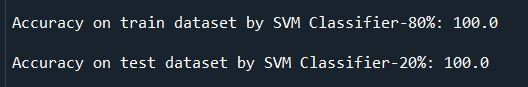 Accuracy on train dataset by SVM Classifier-80%: 100.0
Accuracy on test dataset by SVM Classifier-20%: 100.0